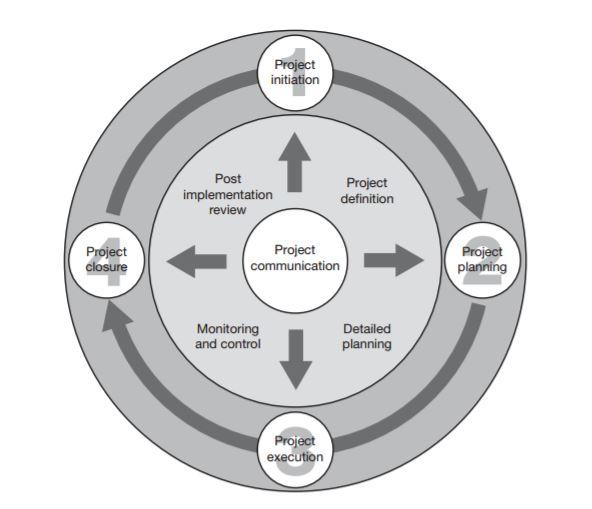 1
Project
initiation
Post
implementation
review
Project
definition
4
Project
closure
Project
communication
2
Project
planning
Monitoring
and control
Detailed
planning
3
Project
execution